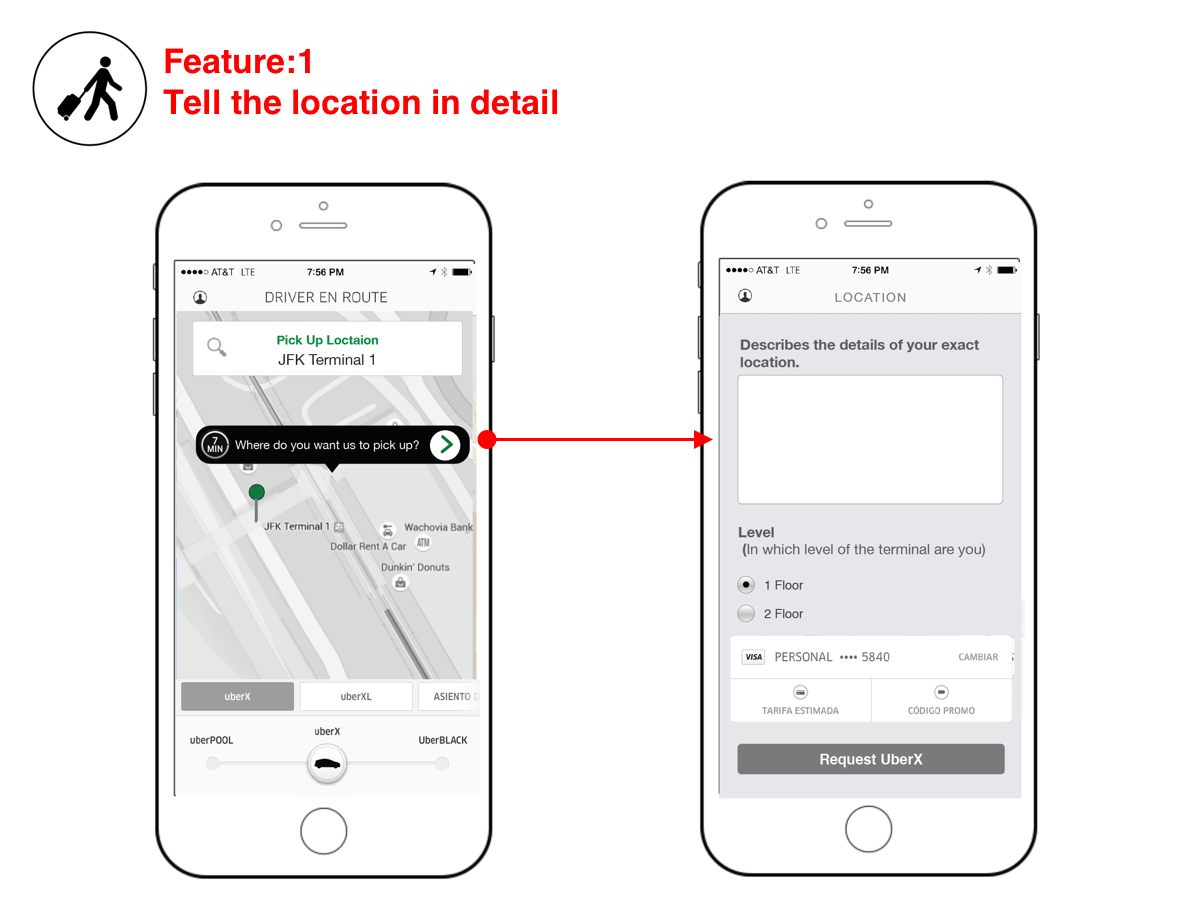 Feature:1
Tell the location in detail
●●●●○ AT&T LTE 7:56 PM
DRIVER EN ROUTE
Pick Up Loctaion
JFK Terminal 1
7 MIN
Where do you want us to pick up?
JFK Terminal 1
Wachovia Bank
ATM
Dollar Rent A Car
Dunkin' Donuts
uberX
uberXL
ASIENTO
uberX
uberPOOL
UberBLACK
●●●●○ AT&T LTE 7:56 PM
LOCATION
Describes the details of your exact
location.
Level
(In which level of the terminal are you)
1 Floor
2 Floor
VISA PERSONAL •••• 5840 CAMBIAR
TARIFA ESTIMADA
CÓDIGO PROMO
Request UberX